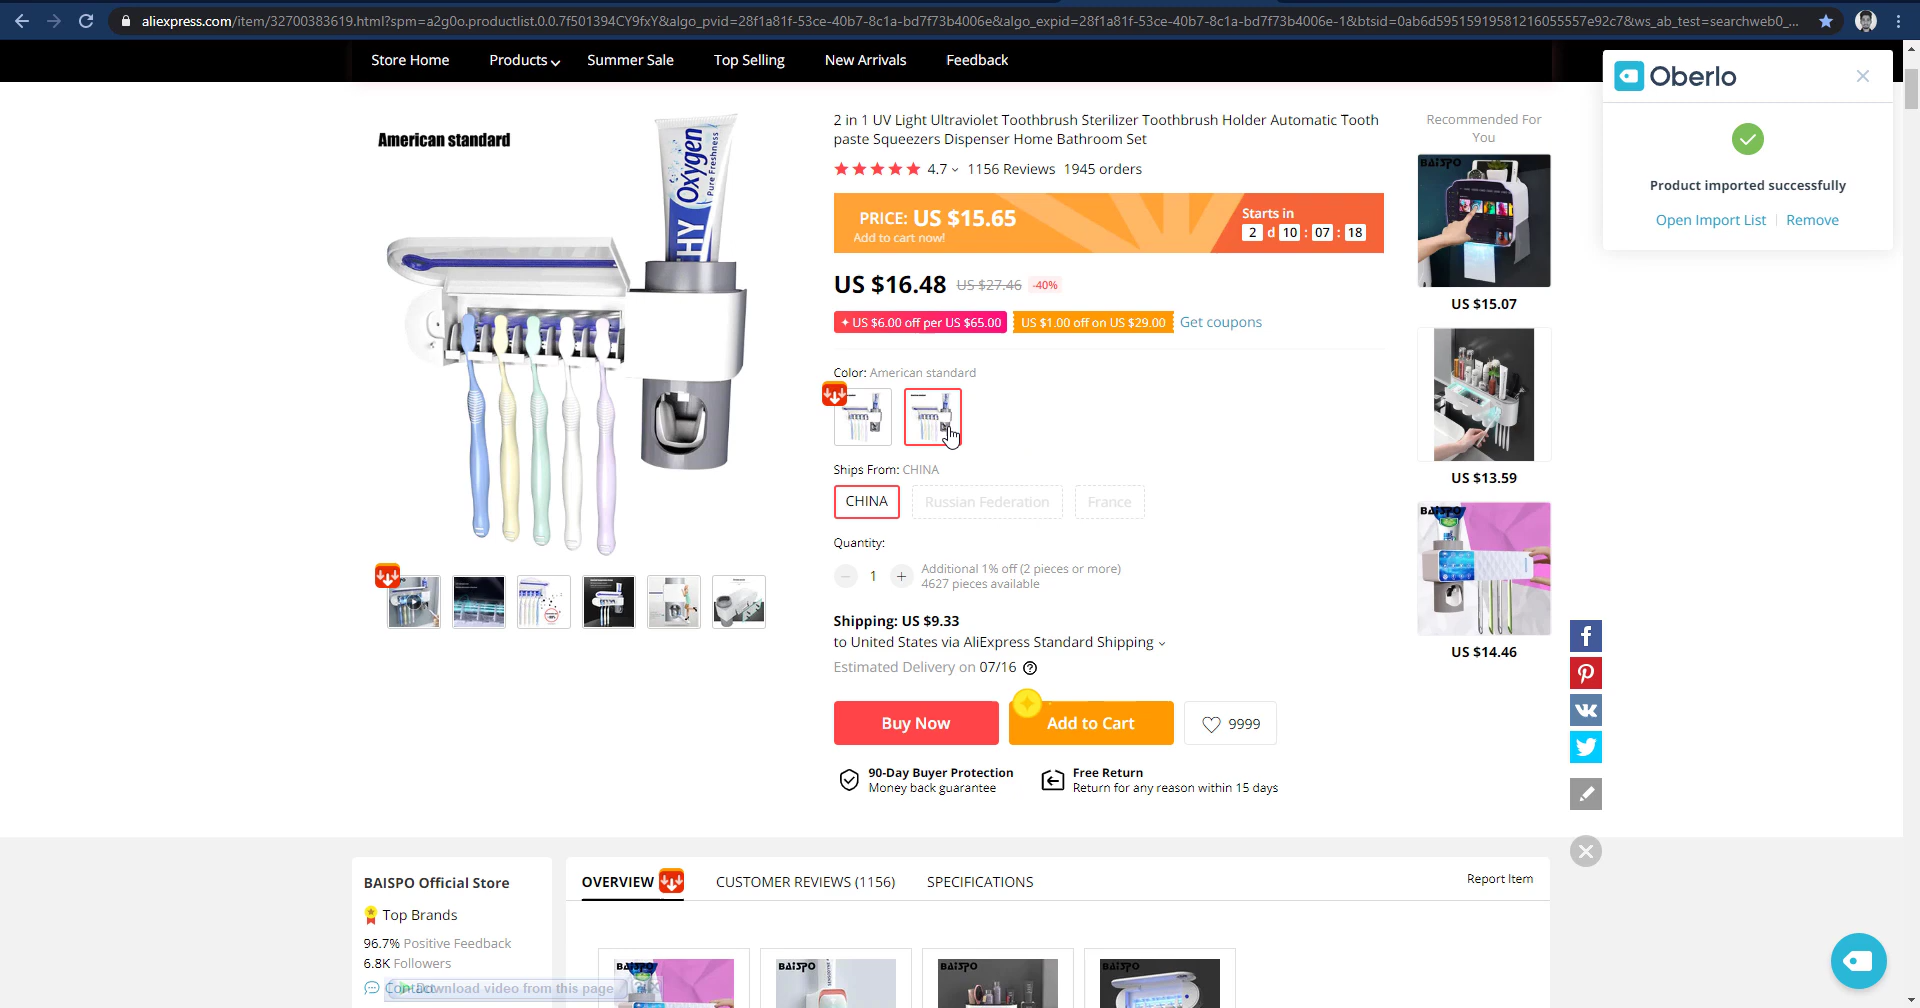 aliexpress.com/item/32700383619.html?spm=a2g0o.productlist.0.0.7f501394CY9fxY&algo_pvid=28f1a81f-53ce-40b7-8c1a-bd7f73b4006e&algo_expid=28f1a81f-53ce-40b7-8c1a-bd7f73b4006e-1&btsid=0ab6d59515919581216055557e92c7&ws_ab_test=searchweb0_...
Store Home
Products
Summer Sale
Top Selling
New Arrivals
Feedback
Oberlo
Product imported successfully
Open Import List
Remove
American standard
Oxygen
Pure Freshness
HY
2 in 1 UV Light Ultraviolet Toothbrush Sterilizer Toothbrush Holder Automatic Tooth
paste Squeezers Dispenser Home Bathroom Set
4.7
1156 Reviews
1945 orders
PRICE: US $15.65
Add to cart now!
Starts in
2 d 10 : 07 : 18
US $16.48 US $27.46 -40%
US $6.00 off per US $65.00
US $1.00 off on US $29.00
Get coupons
Color: American standard
Ships From: CHINA
CHINA
Russian Federation
France
Quantity:
1
Additional 1% off (2 pieces or more)
4627 pieces available
Shipping: US $9.33
to United States via AliExpress Standard Shipping
Estimated Delivery on 07/16
Buy Now
Add to Cart
9999
90-Day Buyer Protection
Money back guarantee
Free Return
Return for any reason within 15 days
Recommended For
You
BAISPO
US $15.07
US $13.59
BAISPO
US $14.46
BAISPO Official Store
Top Brands
96.7% Positive Feedback
6.8K Followers
Contact
Download video from this page
OVERVIEW
CUSTOMER REVIEWS (1156)
SPECIFICATIONS
Report Item
BAISPO
BAISPO
BAISPO
BAISPO